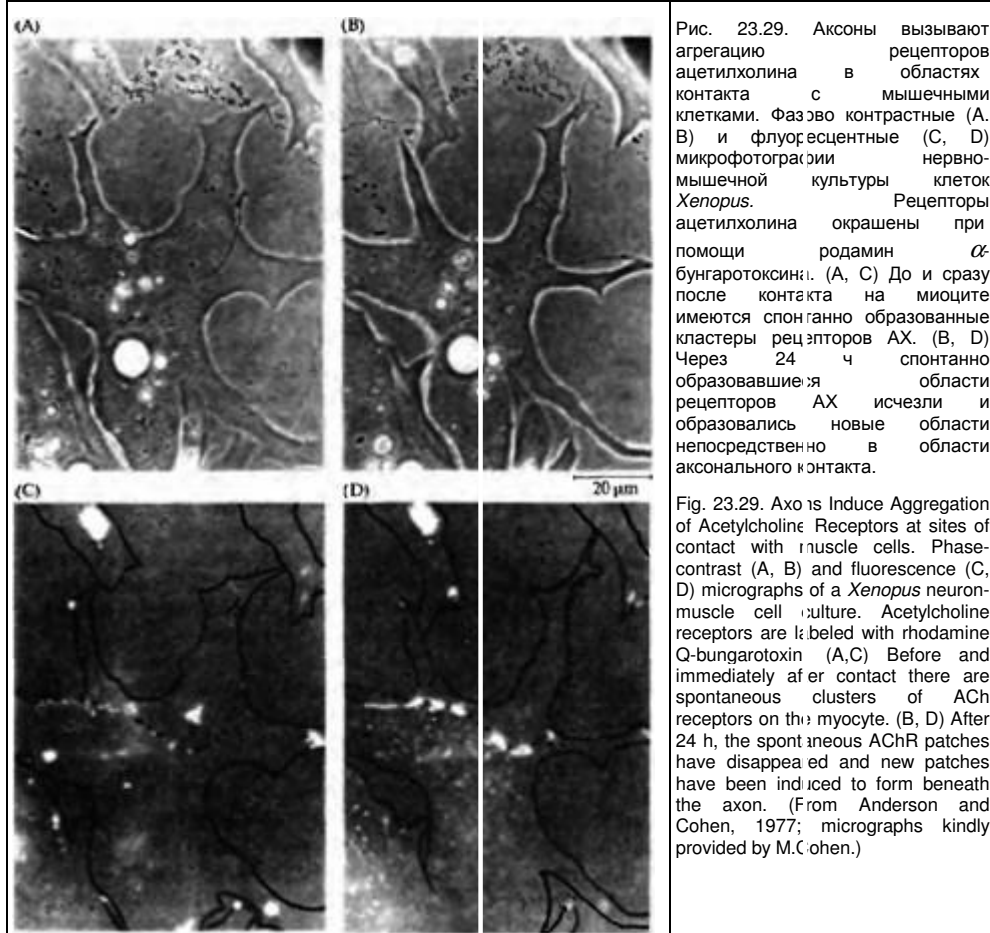 (A)
(B)
20 μm
(C)
(D)
Рис. 23.29. Аксоны вызывают
агрегацию рецепторов
ацетилхолина в областях
контакта с мышечными
клетками. Фазово контрастные (A.
B) и флуоресцентные (C, D)
микрофотографии нервно-
мышечной культуры клеток
Xenopus. Рецепторы
ацетилхолина окрашены при
помощи родамин α-
бунгаротоксина. (A, C) До и сразу
после контакта на миоците
имеются спонтанно образованные
кластеры рецепторов АХ. (B, D)
Через 24 ч спонтанно
образовавшиеся области
рецепторов АХ исчезли и
образовались новые области
непосредственно в области
аксонального контакта.
Fig. 23.29. Axons Induce Aggregation
of Acetylcholine Receptors at sites of
contact with muscle cells. Phase-
contrast (A, B) and fluorescence (C,
D) micrographs of a Xenopus neuron-
muscle cell culture. Acetylcholine
receptors are labeled with rhodamine
Q-bungarotoxin (A,C) Before and
immediately after contact there are
spontaneous clusters of ACh
receptors on the myocyte. (B, D) After
24 h, the spontaneous AChR patches
have disappeared and new patches
have been induced to form beneath
the axon. (From Anderson and
Cohen, 1977; micrographs kindly
provided by M.Cohen.)